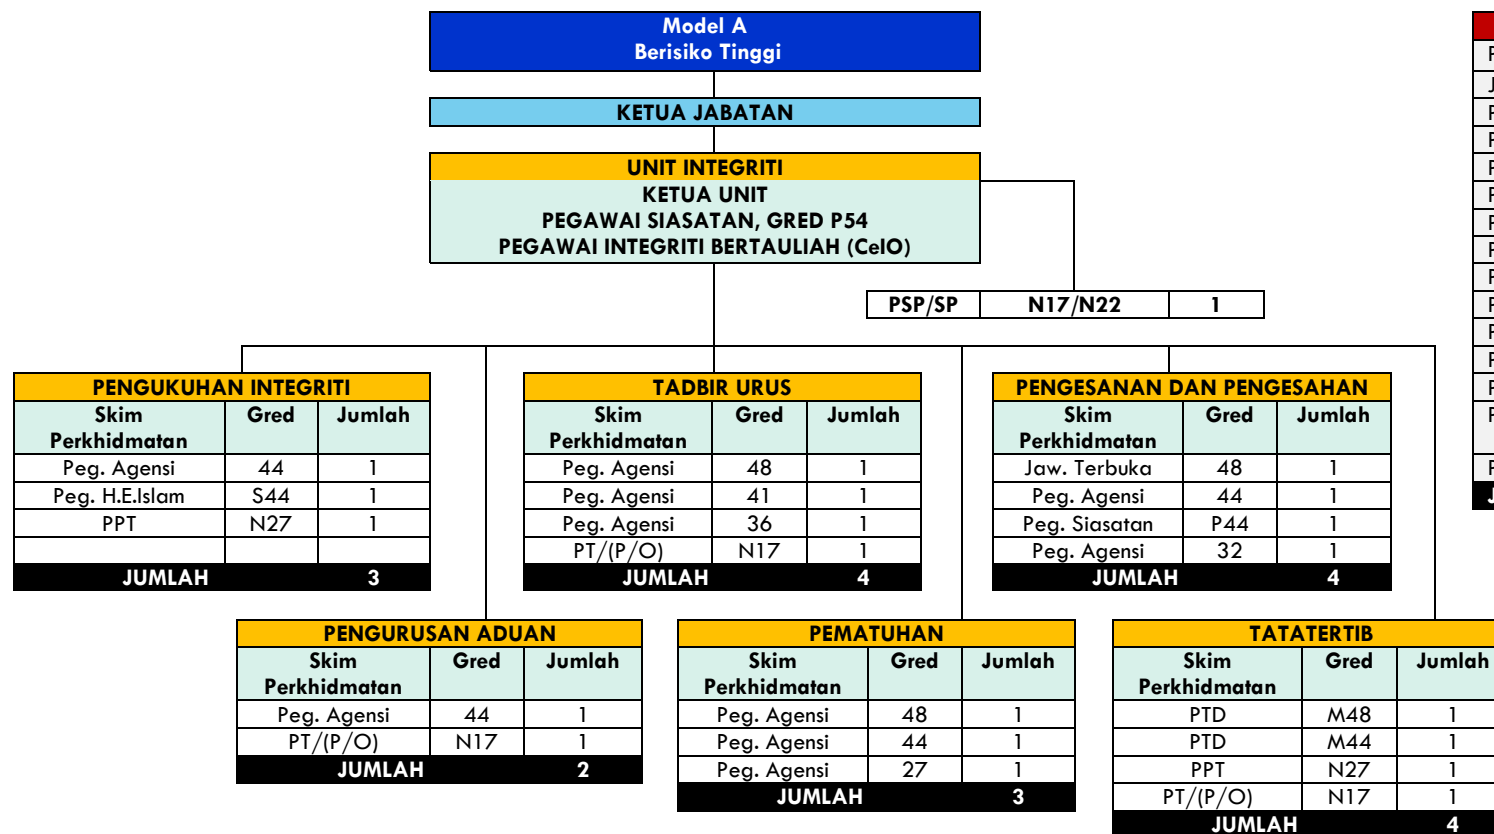 Model A
Berisiko Tinggi
KETUA JABATAN
UNIT INTEGRITI
KETUA UNIT
PEGAWAI SIASATAN, GRED P54
PEGAWAI INTEGRITI BERTAULIAH (CeIO)
PSP/SP N17/N22 1
PENGUKUHAN INTEGRITI
Skim Perkhidmatan Gred Jumlah
Peg. Agensi 44 1
Peg. H.E.Islam S44 1
PPT N27 1
JUMLAH 3
TADBIR URUS
Skim Perkhidmatan Gred Jumlah
Peg. Agensi 48 1
Peg. Agensi 41 1
Peg. Agensi 36 1
PT/(P/O) N17 1
JUMLAH 4
PENGESANAN DAN PENGESAHAN
Skim Perkhidmatan Gred Jumlah
Jaw. Terbuka 48 1
Peg. Agensi 44 1
Peg. Siasatan P44 1
Peg. Agensi 32 1
JUMLAH 4
PENGURUSAN ADUAN
Skim Perkhidmatan Gred Jumlah
Peg. Agensi 44 1
PT/(P/O) N17 1
JUMLAH 2
PEMATUHAN
Skim Perkhidmatan Gred Jumlah
Peg. Agensi 48 1
Peg. Agensi 44 1
Peg. Agensi 27 1
JUMLAH 3
TATATERTIB
Skim Perkhidmatan Gred Jumlah
PTD M48 1
PTD M44 1
PPT N27 1
PT/(P/O) N17 1
JUMLAH 4